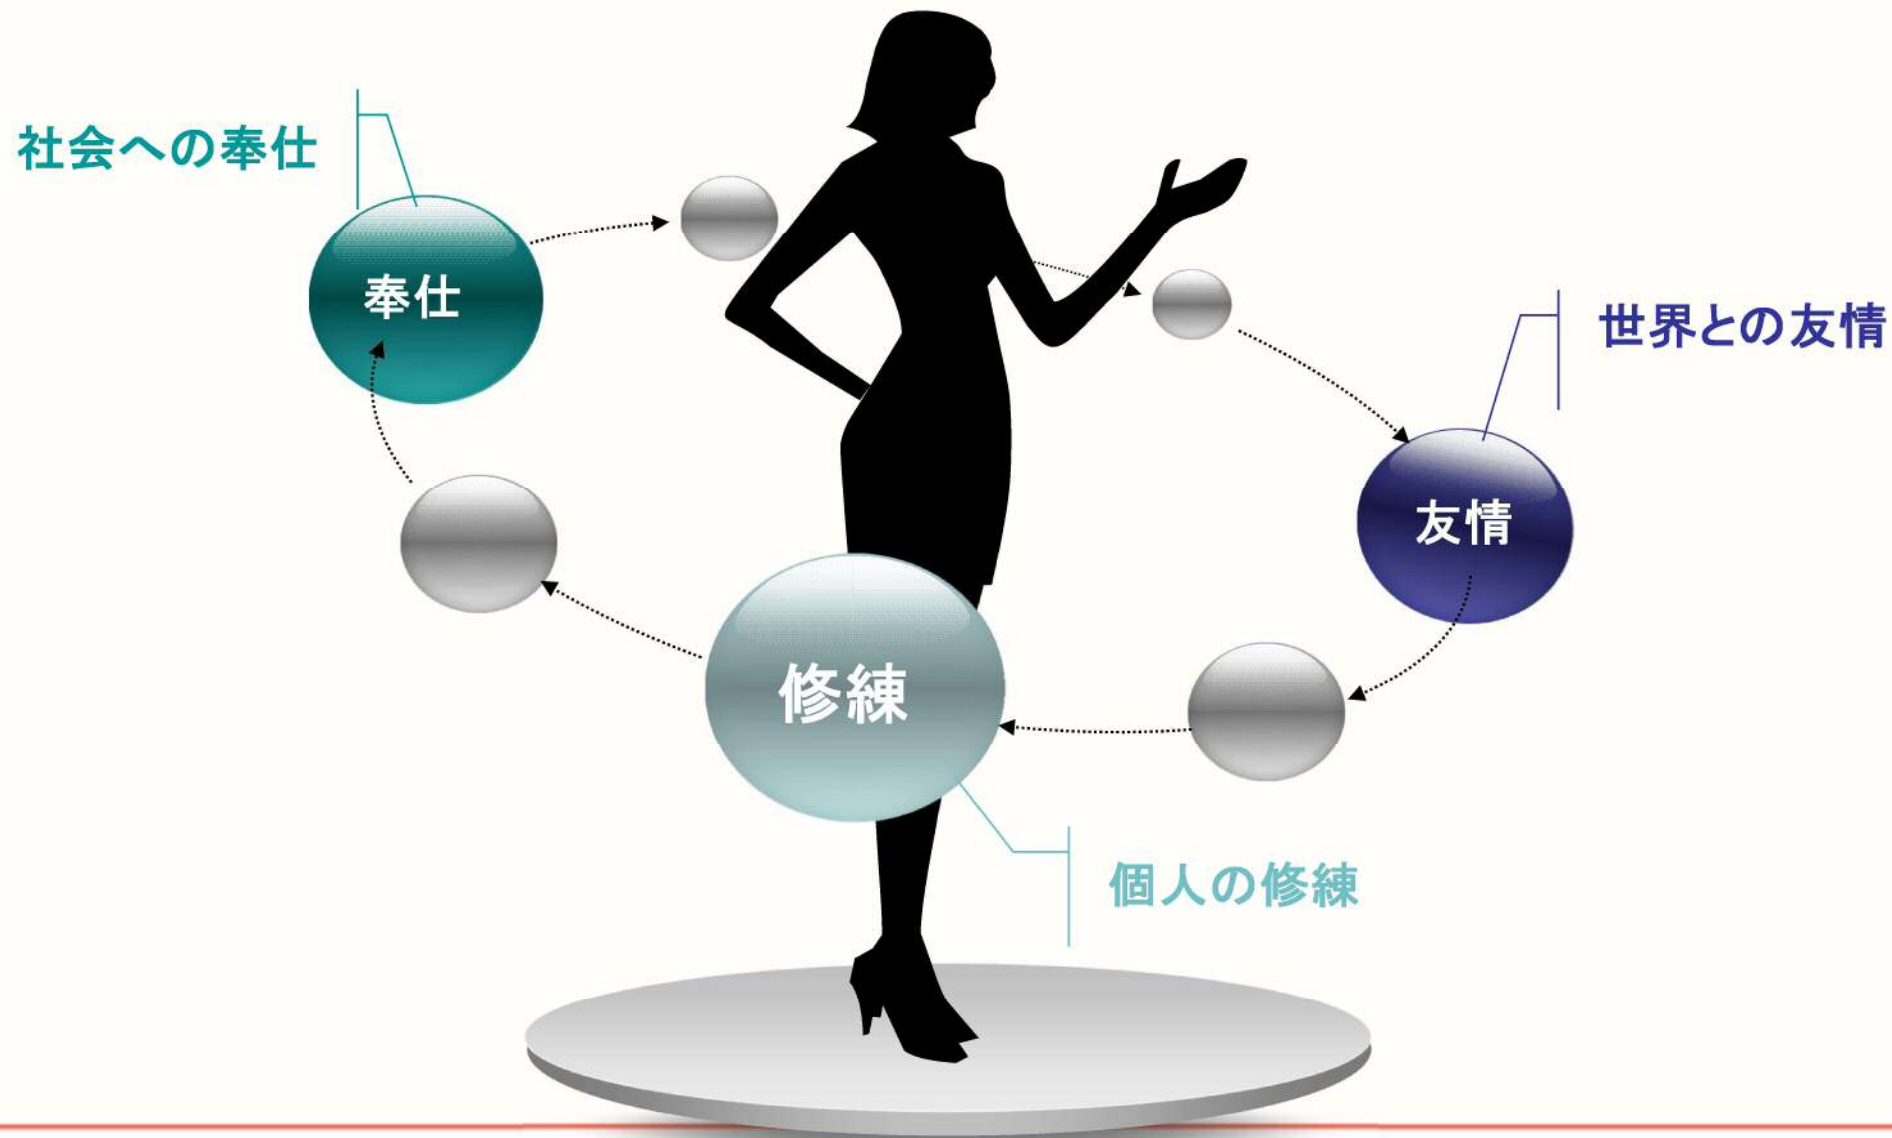 社会への奉仕
奉仕
世界との友情
友情
修練
個人の修練